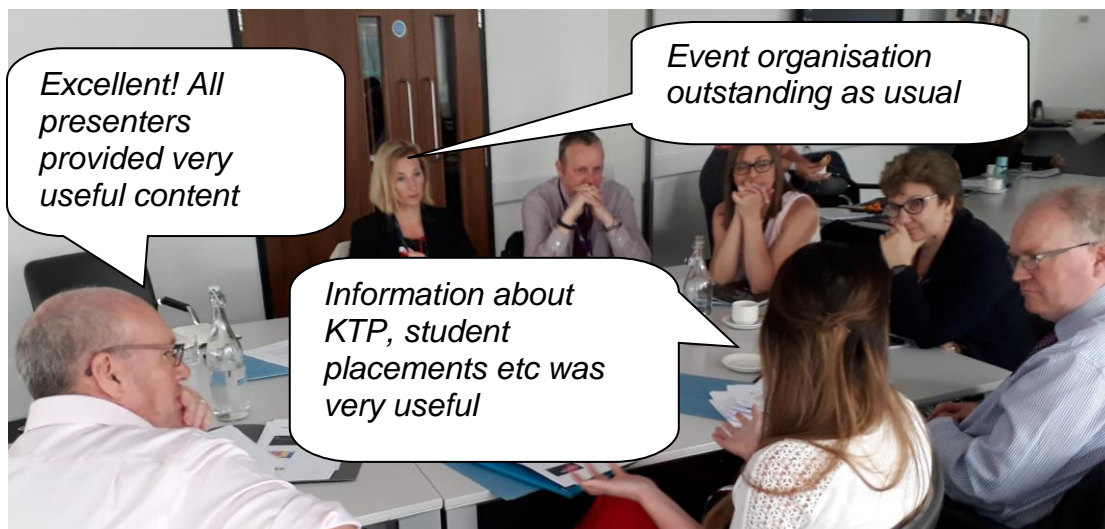 Excellent! All
presenters
provided very
useful content
Event organisation
outstanding as usual
Information about
KTP, student
placements etc was
very useful